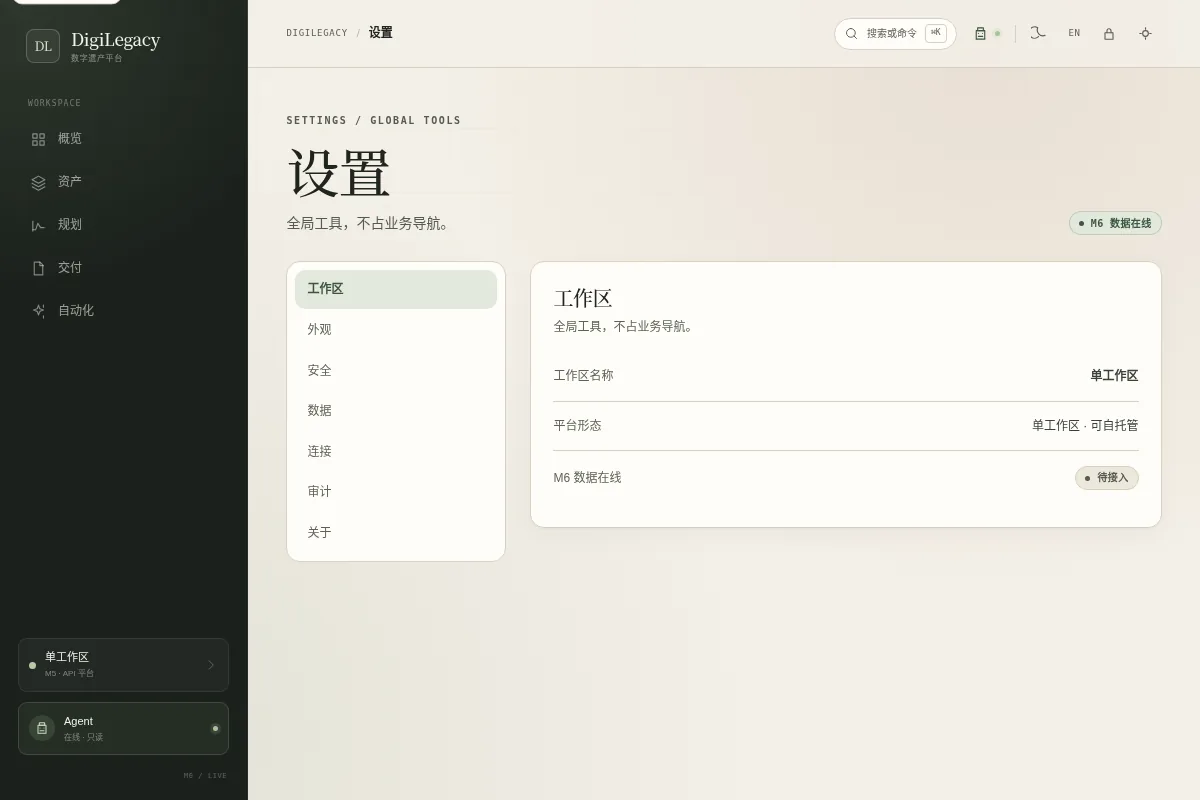 DL
DigiLegacy
数字遗产平台
WORKSPACE
概览
资产
规划
交付
自动化
单工作区
M5 · API 平台
Agent
在线 · 只读
M6 / LIVE
DIGILEGACY / 设置
搜索或命令 ⌘K
EN
SETTINGS / GLOBAL TOOLS
设置
全局工具，不占业务导航。
M6 数据在线
工作区
外观
安全
数据
连接
审计
关于
工作区
全局工具，不占业务导航。
工作区名称 单工作区
平台形态 单工作区 · 可自托管
M6 数据在线 待接入